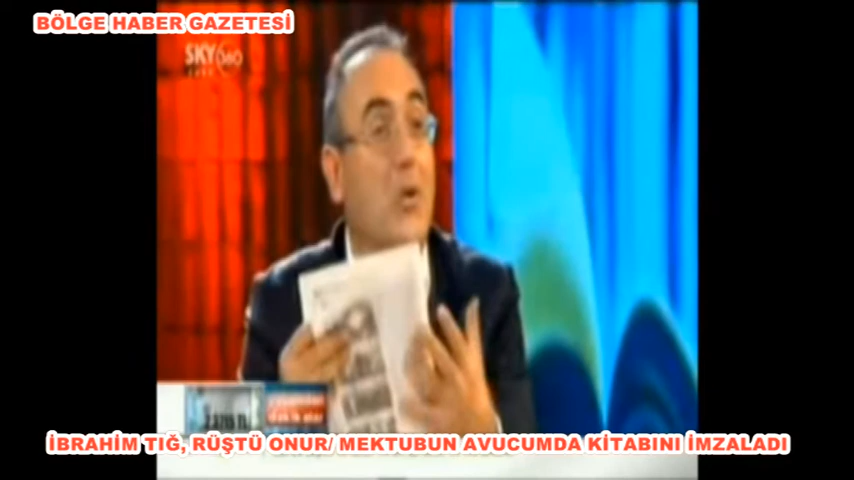 BÖLGE HABER GAZETESİ
SKY
İBRAHİM TIĞ, RÜŞTÜ ONUR/ MEKTUBUN AVUCUMDA KİTABINI İMZALADI